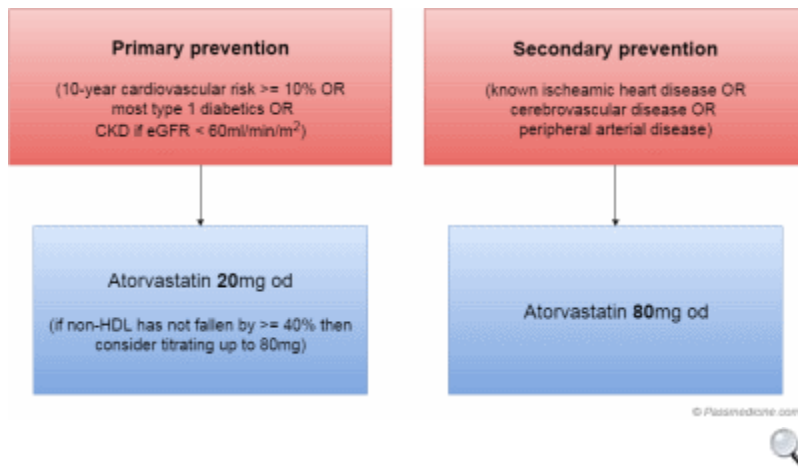 Primary prevention
(10-year cardiovascular risk >= 10% OR
most type 1 diabetics OR
CKD if eGFR < 60ml/min/m²)
Atorvastatin 20mg od
(if non-HDL has not fallen by >= 40% then
consider titrating up to 80mg)
Secondary prevention
(known ischeamic heart disease OR
cerebrovascular disease OR
peripheral arterial disease)
Atorvastatin 80mg od
© Passmedicine.com